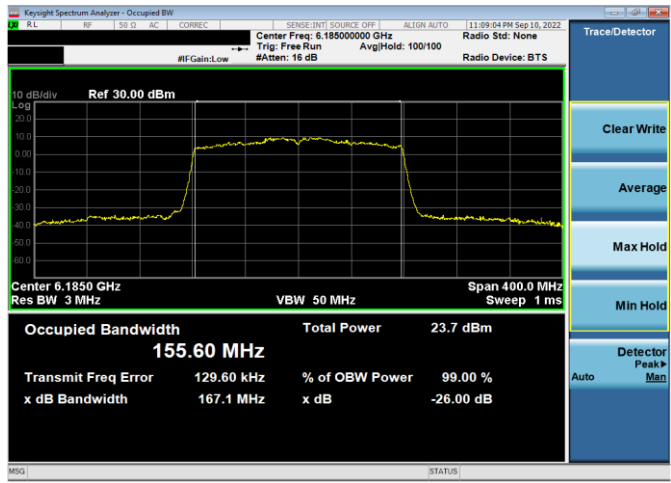 Keysight Spectrum Analyzer - Occupied BW
RL RF 50 Ω AC CORREC SENSE:INT SOURCE OFF ALIGN AUTO 11:09:04 PM Sep 10, 2022
Center Freq: 6.185000000 GHz Radio Std: None
Trig: Free Run Avg|Hold: 100/100
#IFGain:Low #Atten: 16 dB Radio Device: BTS
Trace/Detector
10 dB/div Ref 30.00 dBm
Log
20.0
10.0
0.00
-10.0
-20.0
-30.0
-40.0
-50.0
-60.0
Center 6.1850 GHz Span 400.0 MHz
Res BW 3 MHz VBW 50 MHz Sweep 1 ms
Clear Write
Average
Max Hold
Min Hold
Detector
Peak▶
Auto Man
Occupied Bandwidth Total Power 23.7 dBm
155.60 MHz
Transmit Freq Error 129.60 kHz % of OBW Power 99.00 %
x dB Bandwidth 167.1 MHz x dB -26.00 dB
MSG STATUS